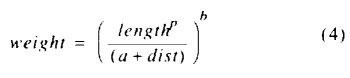 weight = ( length^p / (a + dist) )^b (4)